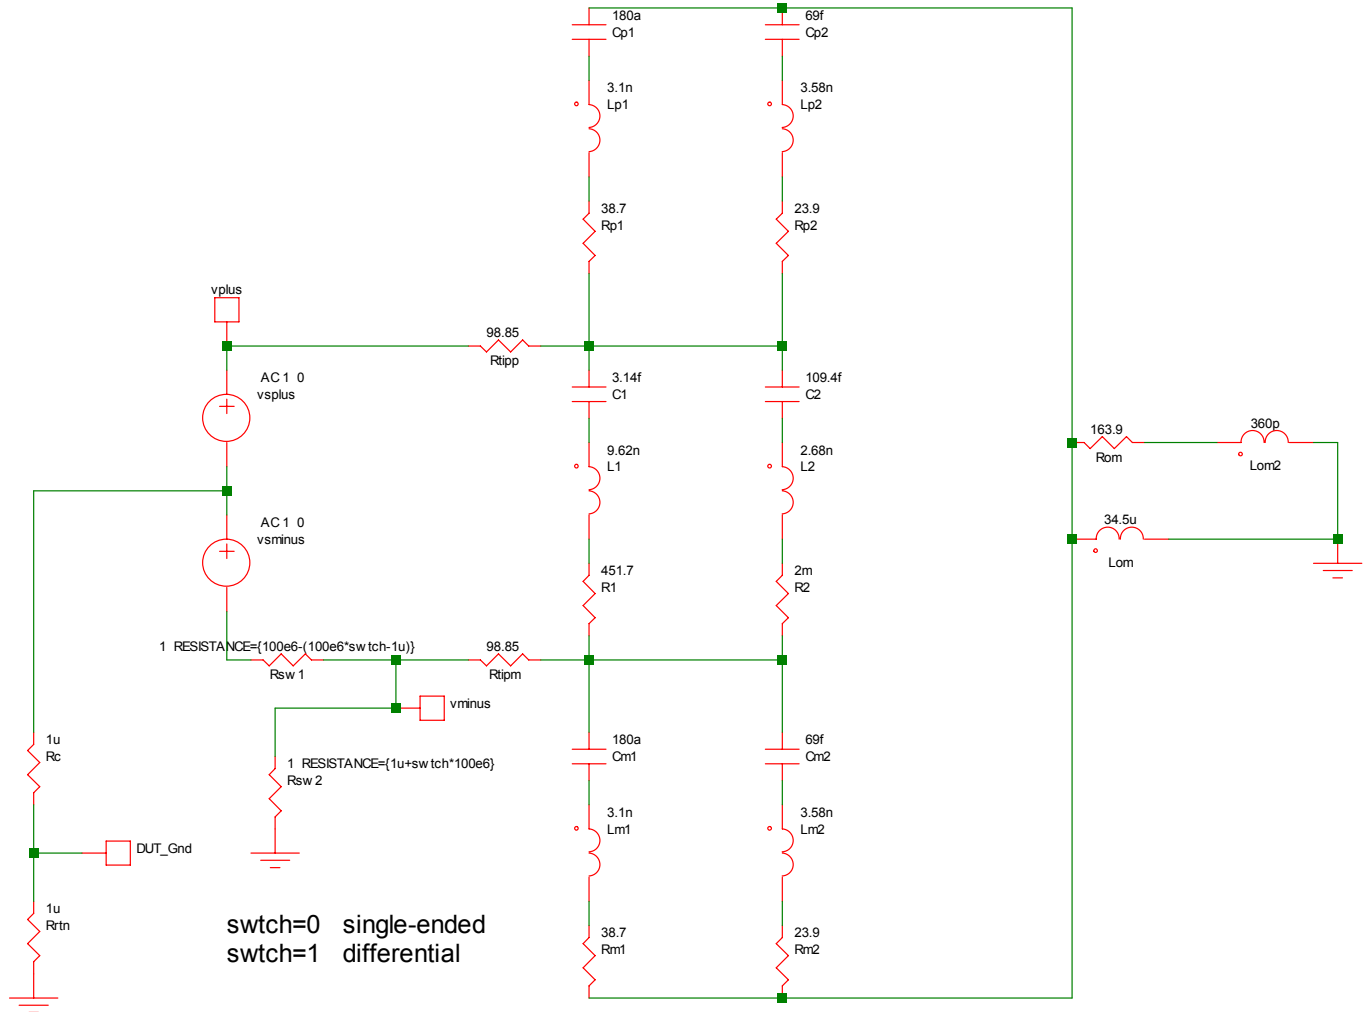 180a
Cp1
69f
Cp2
3.1n
Lp1
3.58n
Lp2
38.7
Rp1
23.9
Rp2
vplus
98.85
Rtipp
AC 1 0
vsplus
3.14f
C1
109.4f
C2
163.9
Rom
360p
Lom2
9.62n
L1
2.68n
L2
AC 1 0
vsminus
34.5u
Lom
451.7
R1
2m
R2
1 RESISTANCE={100e6-(100e6*swtch-1u)}
Rsw1
98.85
Rtipm
vminus
1u
Rc
180a
Cm1
69f
Cm2
1 RESISTANCE={1u+swtch*100e6}
Rsw2
3.1n
Lm1
3.58n
Lm2
DUT_Gnd
1u
Rrtn
38.7
Rm1
23.9
Rm2
swtch=0 single-ended
swtch=1 differential